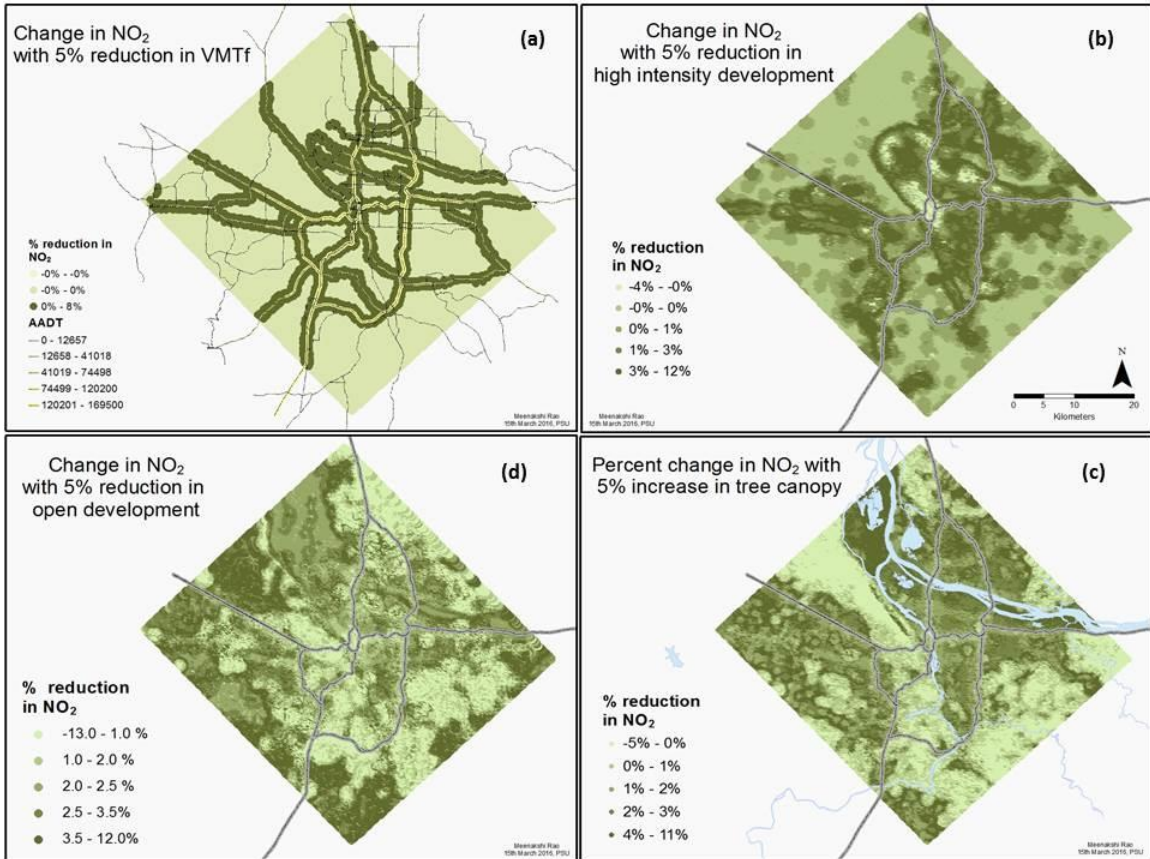 Change in NO2
with 5% reduction in VMTf
(a)
% reduction in
NO2
-0% - -0%
-0% - 0%
0% - 8%
AADT
0 - 12657
12658 - 41018
41019 - 74498
74499 - 120200
120201 - 169500
Meenakshi Rao
15th March 2016, PSU
Change in NO2
with 5% reduction in
high intensity development
(b)
% reduction
in NO2
-4% - -0%
-0% - 0%
0% - 1%
1% - 3%
3% - 12%
N
0 5 10 20
Kilometers
Meenakshi Rao
15th March 2016, PSU
Change in NO2
with 5% reduction in
open development
(d)
% reduction
in NO2
-13.0 - 1.0 %
1.0 - 2.0 %
2.0 - 2.5 %
2.5 - 3.5%
3.5 - 12.0%
Meenakshi Rao
15th March 2016, PSU
Percent change in NO2 with
5% increase in tree canopy
(c)
% reduction
in NO2
-5% - 0%
0% - 1%
1% - 2%
2% - 3%
4% - 11%
Meenakshi Rao
15th March 2016, PSU